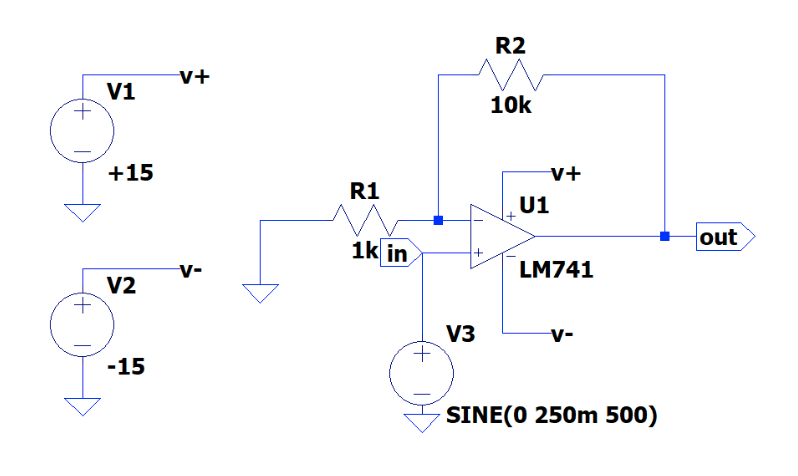 R2
V1
v+
10k
+15
v+
R1
U1
1k
in
out
V2
v-
LM741
-15
V3
v-
SINE(0 250m 500)